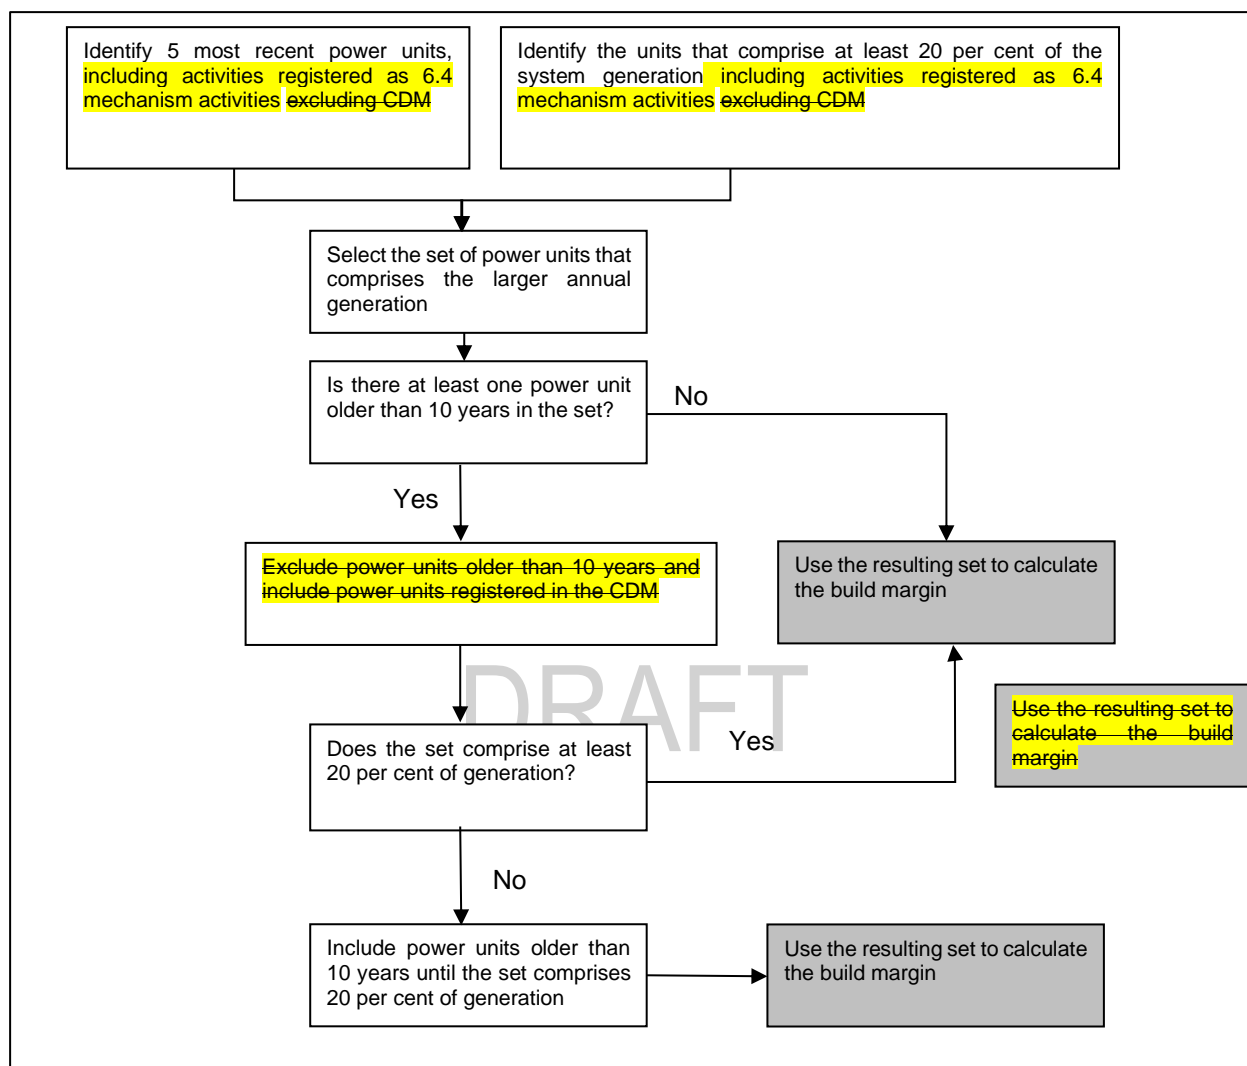 Identify 5 most recent power units,
including activities registered as 6.4
mechanism activities excluding CDM
Identify the units that comprise at least 20 per cent of the
system generation including activities registered as 6.4
mechanism activities excluding CDM
Select the set of power units that
comprises the larger annual
generation
Is there at least one power unit
older than 10 years in the set?
No
Yes
Exclude power units older than 10 years and
include power units registered in the CDM
Use the resulting set to calculate
the build margin
DRAFT
Use the resulting set to
calculate the build
margin
Does the set comprise at least
20 per cent of generation?
Yes
No
Include power units older than
10 years until the set comprises
20 per cent of generation
Use the resulting set to calculate
the build margin